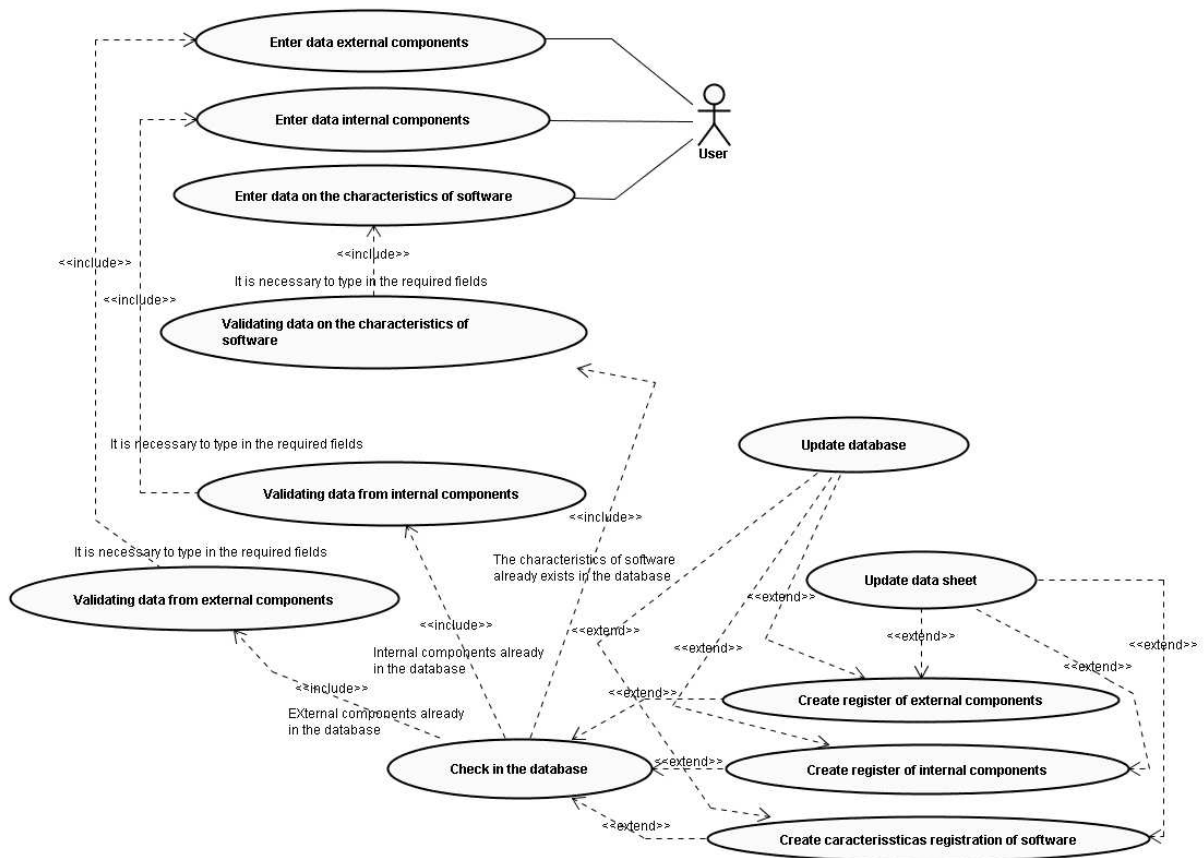 Enter data external components
Enter data internal components
User
Enter data on the characteristics of software
<<include>>
<<include>>
<<include>>
It is necessary to type in the required fields
Validating data on the characteristics of
software
It is necessary to type in the required fields
Update database
Validating data from internal components
<<include>>
It is necessary to type in the required fields
The characteristics of software
already exists in the database
Update data sheet
Validating data from external components
<<extend>>
<<include>>
<<extend>>
<<extend>>
<<extend>>
<<extend>>
Internal components already
in the database
<<extend>>
<<include>>
<<extend>>
Create register of external components
EXternal components already
in the database
Check in the database
<<extend>>
Create register of internal components
<<extend>>
Create caracterissticas registration of software